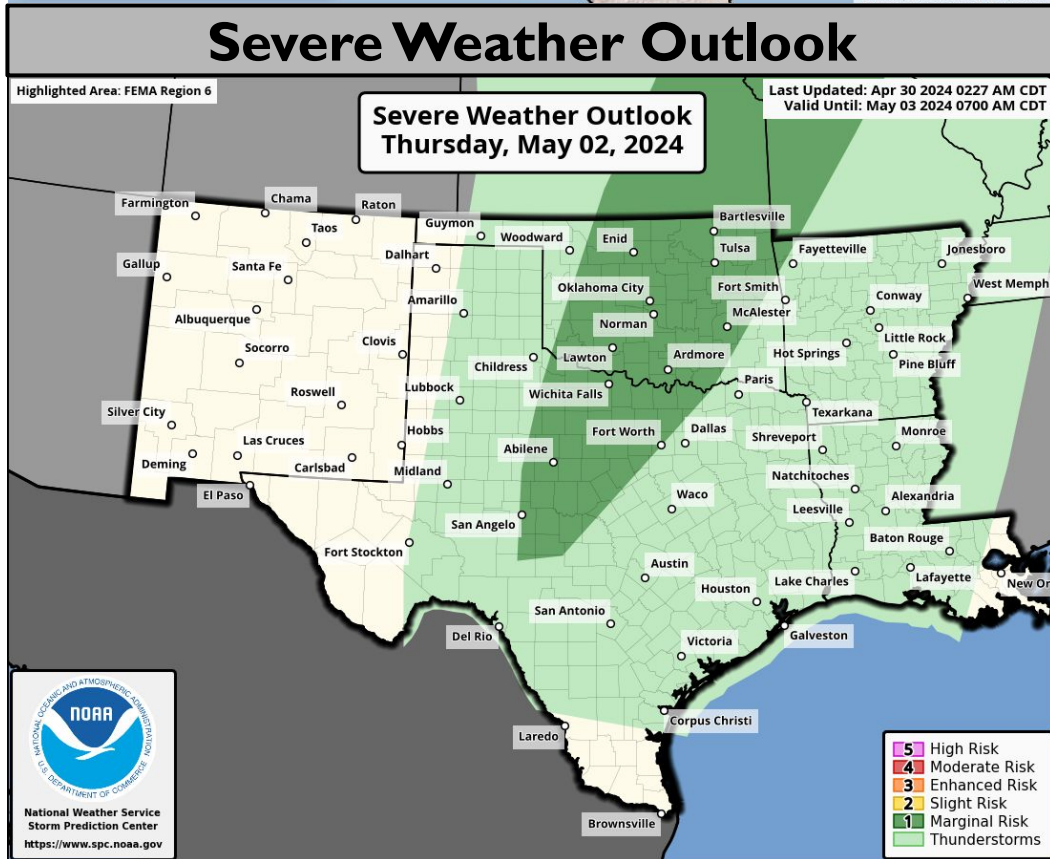 Severe Weather Outlook
Highlighted Area: FEMA Region 6
Last Updated: Apr 30 2024 0227 AM CDT
Valid Until: May 03 2024 0700 AM CDT
Severe Weather Outlook
Thursday, May 02, 2024
Farmington
Chama
Raton
Taos
Guymon
Bartlesville
Woodward
Enid
Tulsa
Fayetteville
Jonesboro
Gallup
Santa Fe
Dalhart
Oklahoma City
Fort Smith
West Memph
Albuquerque
Amarillo
Norman
McAlester
Conway
Little Rock
Socorro
Clovis
Childress
Lawton
Ardmore
Hot Springs
Pine Bluff
Roswell
Lubbock
Wichita Falls
Paris
Texarkana
Silver City
Las Cruces
Hobbs
Abilene
Fort Worth
Dallas
Shreveport
Monroe
Deming
Carlsbad
Midland
Natchitoches
El Paso
San Angelo
Waco
Leesville
Alexandria
Fort Stockton
Baton Rouge
Austin
Houston
Lake Charles
Lafayette
New Or
Del Rio
San Antonio
Victoria
Galveston
Laredo
Corpus Christi
Brownsville
NATIONAL OCEANIC AND ATMOSPHERIC ADMINISTRATION
NOAA
U.S. DEPARTMENT OF COMMERCE
National Weather Service
Storm Prediction Center
https://www.spc.noaa.gov
5 High Risk
4 Moderate Risk
3 Enhanced Risk
2 Slight Risk
1 Marginal Risk
Thunderstorms